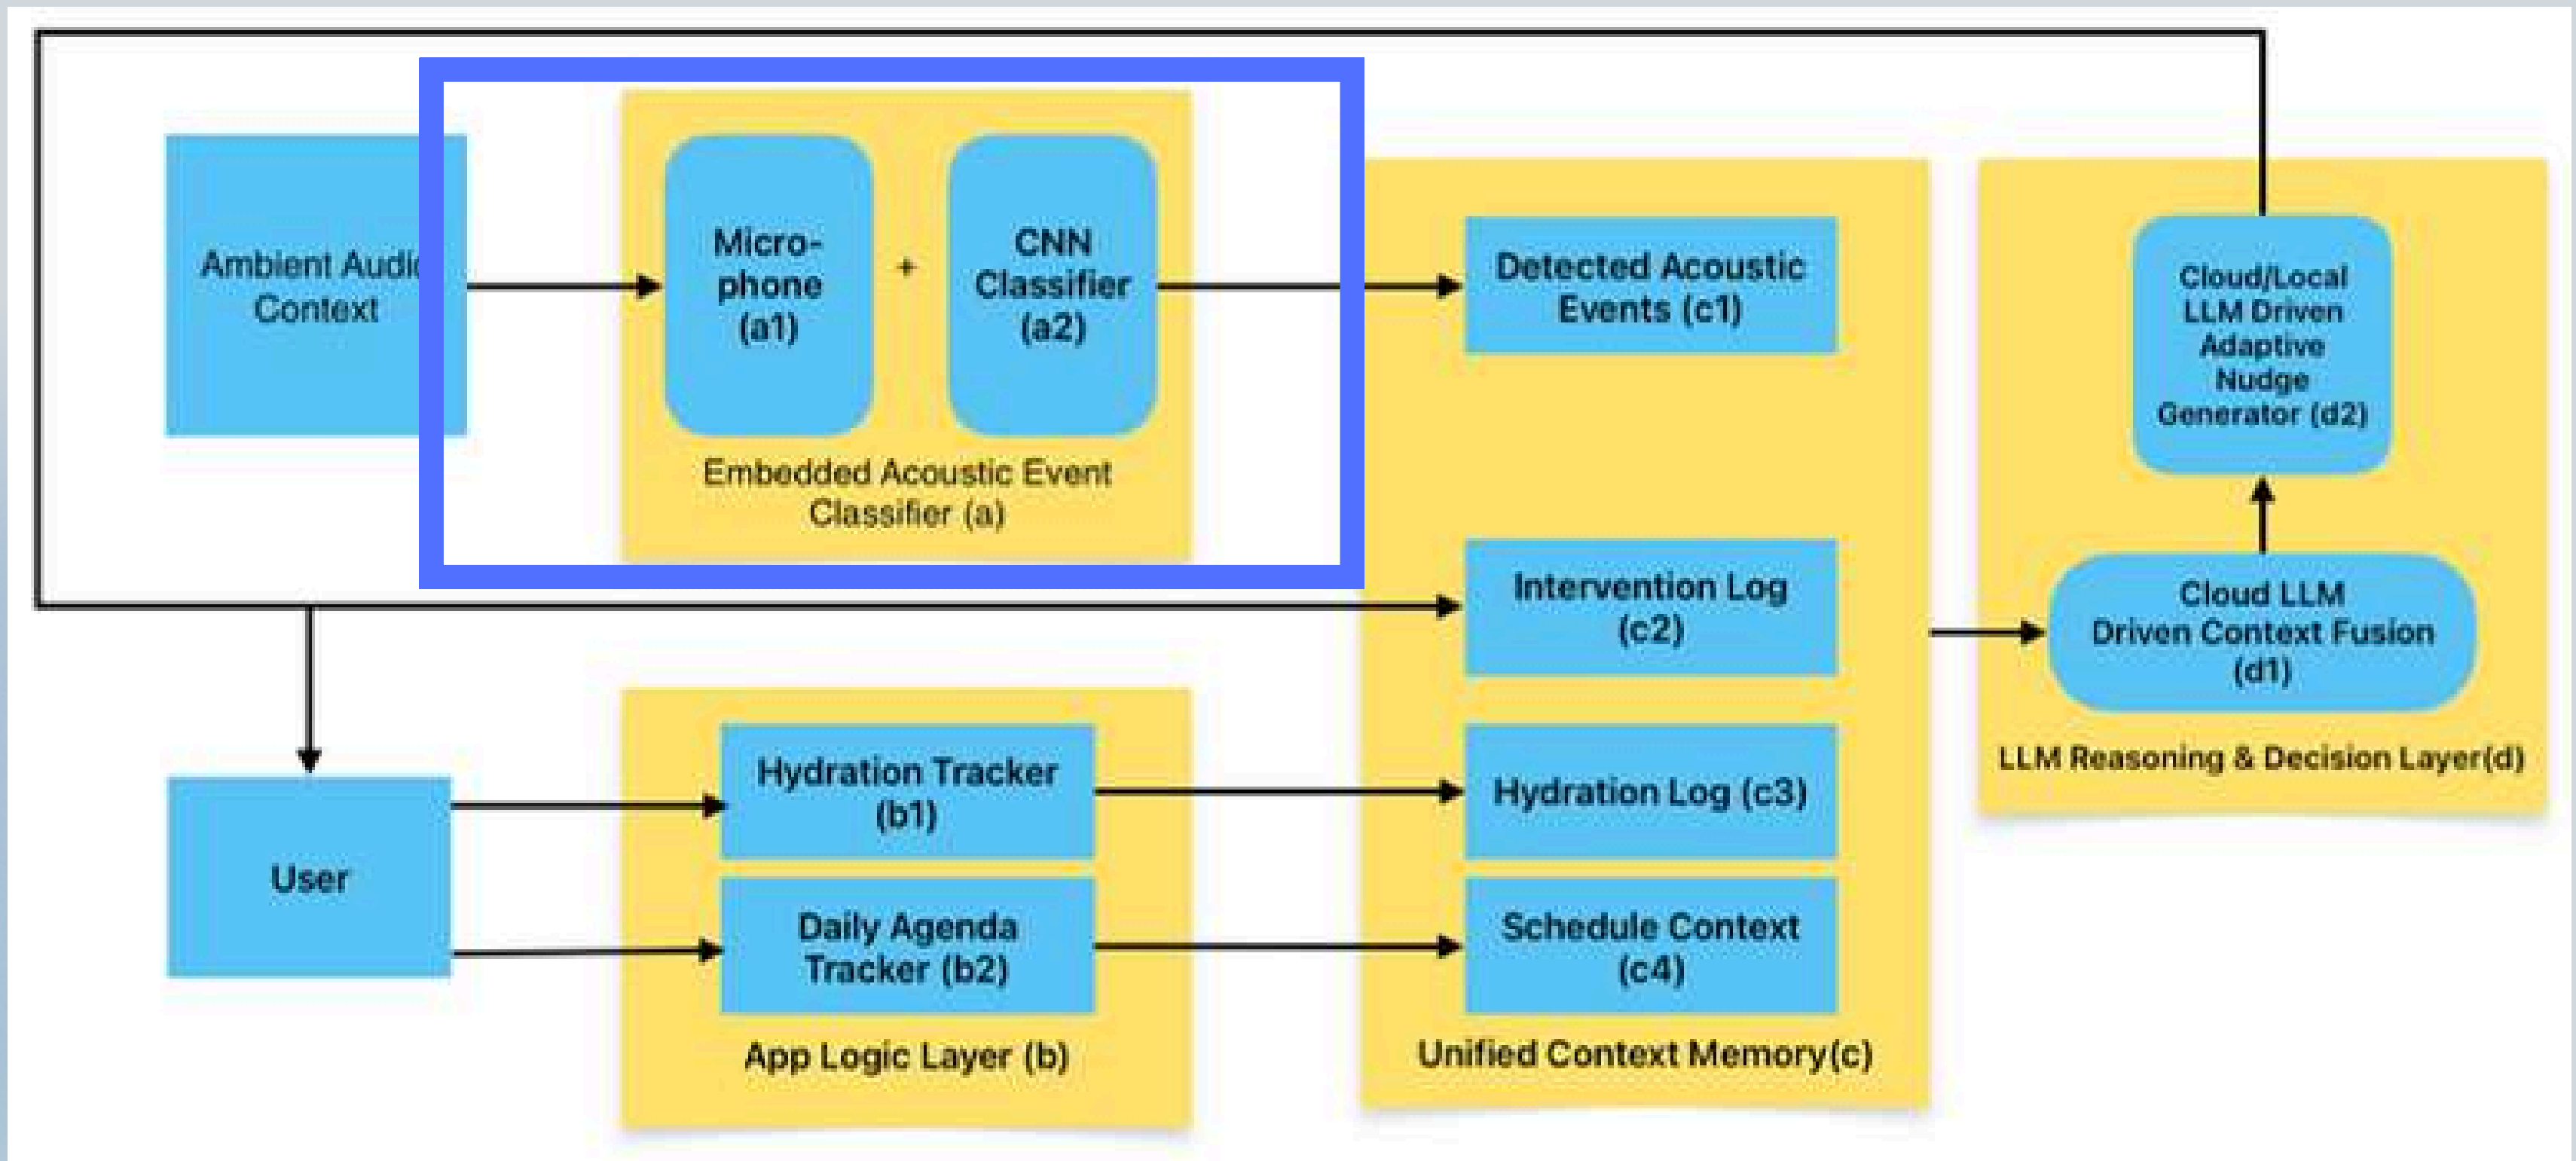 Ambient Audio
Context
Micro-
phone
(a1)
+
CNN
Classifier
(a2)
Embedded Acoustic Event
Classifier (a)
Detected Acoustic
Events (c1)
Intervention Log
(c2)
Hydration Log (c3)
Schedule Context
(c4)
Unified Context Memory(c)
Cloud/Local
LLM Driven
Adaptive
Nudge
Generator (d2)
Cloud LLM
Driven Context Fusion
(d1)
LLM Reasoning & Decision Layer(d)
User
Hydration Tracker
(b1)
Daily Agenda
Tracker (b2)
App Logic Layer (b)